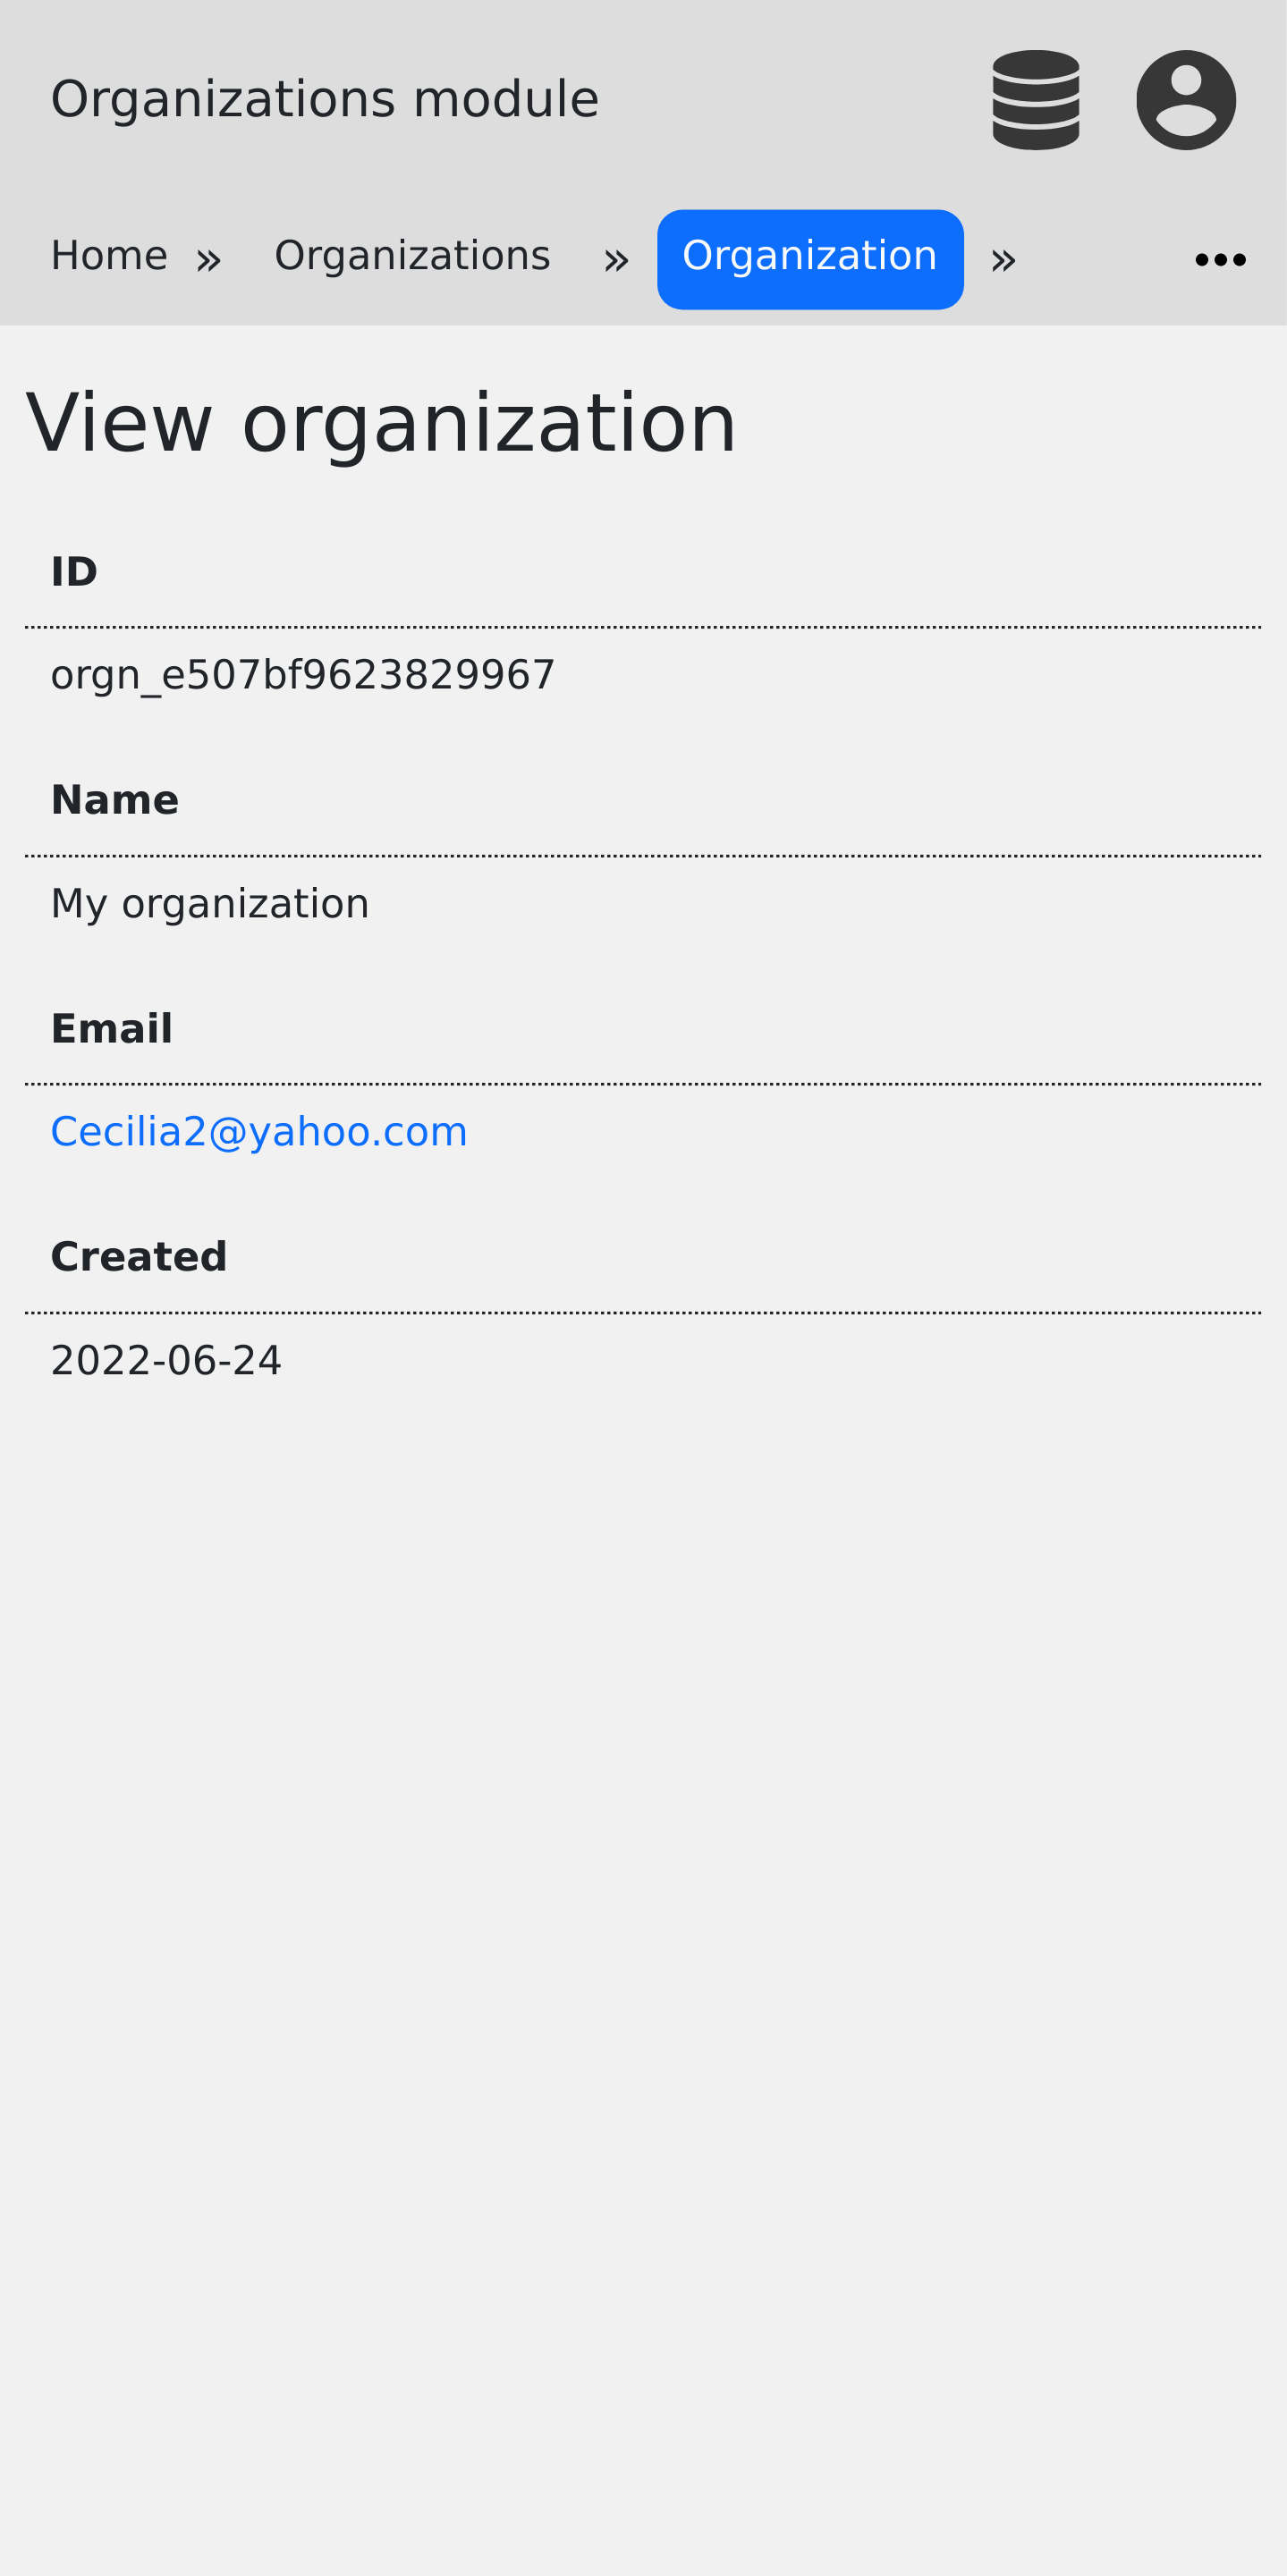 Organizations module
Home » Organizations » Organization » •••
View organization
ID
orgn_e507bf9623829967
Name
My organization
Email
Cecilia2@yahoo.com
Created
2022-06-24